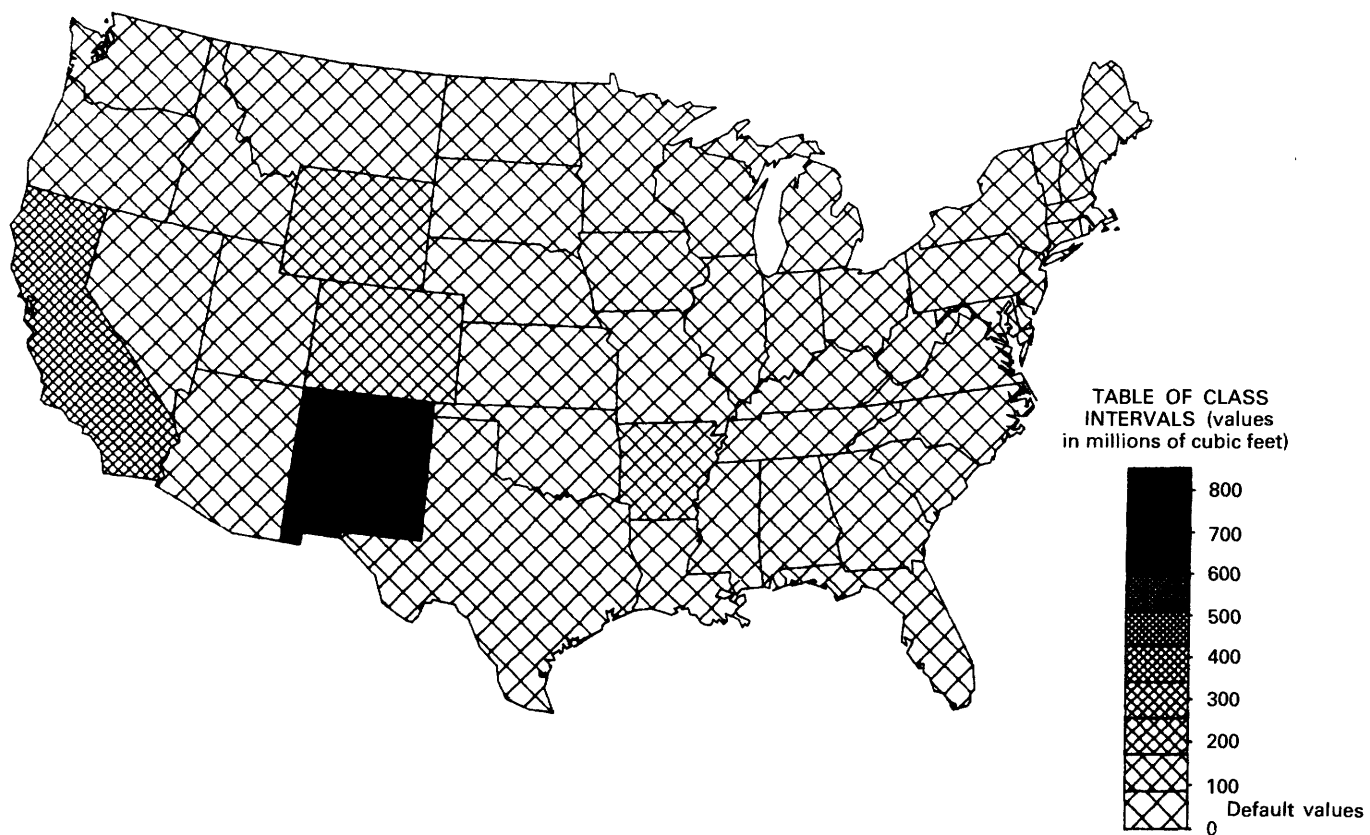 TABLE OF CLASS
INTERVALS (values
in millions of cubic feet)
800
700
600
500
400
300
200
100
Default values
0